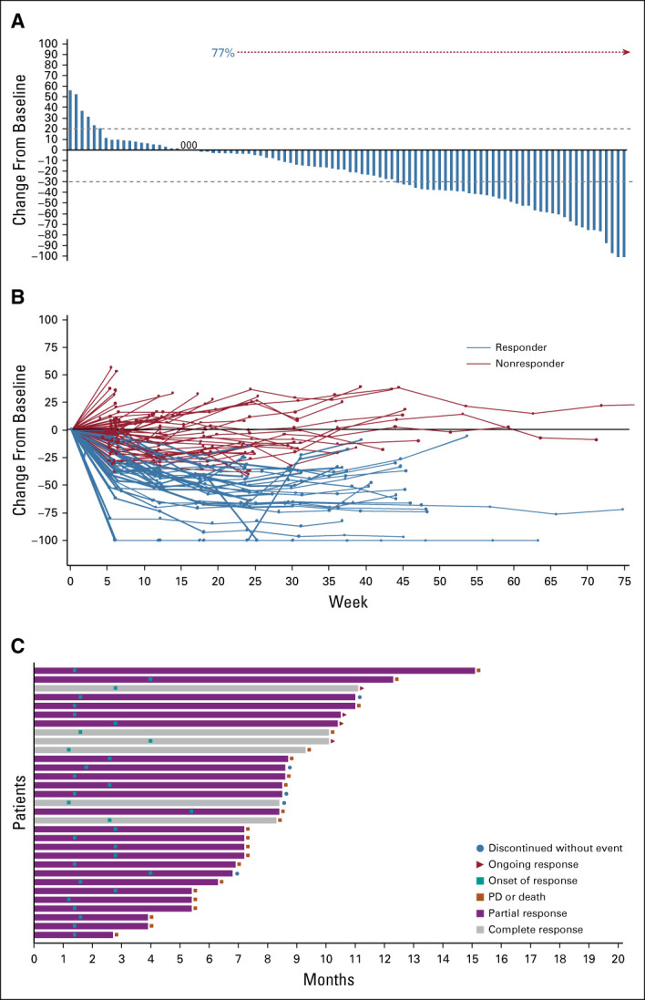 A
100
90
80
70
60
50
40
30
20
10
0
–10
–20
–30
–40
–50
–60
–70
–80
–90
–100
Change From Baseline
77%
000
B
100
75
50
25
0
–25
–50
–75
–100
Change From Baseline
Responder
Nonresponder
0 5 10 15 20 25 30 35 40 45 50 55 60 65 70 75
Week
C
Patients
Discontinued without event
Ongoing response
Onset of response
PD or death
Partial response
Complete response
0 1 2 3 4 5 6 7 8 9 10 11 12 13 14 15 16 17 18 19 20
Months